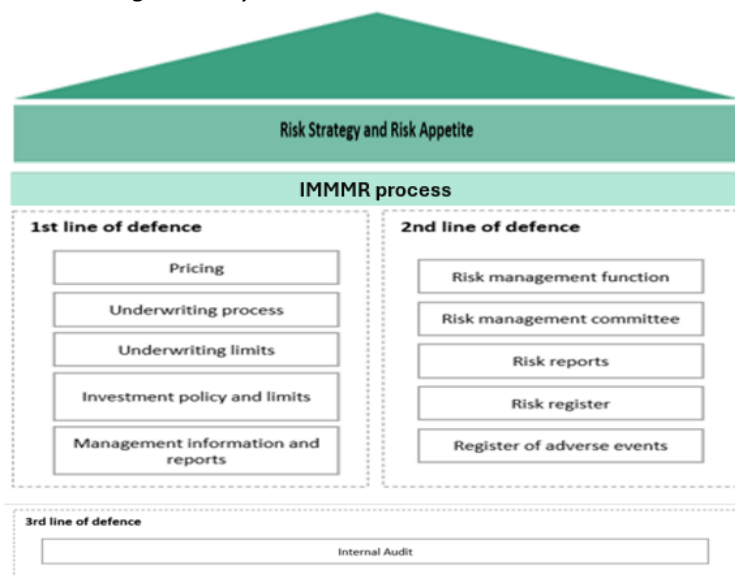 Risk Strategy and Risk Appetite
IMMMR process
1st line of defence
Pricing
Underwriting process
Underwriting limits
Investment policy and limits
Management information and
reports
2nd line of defence
Risk management function
Risk management committee
Risk reports
Risk register
Register of adverse events
3rd line of defence
Internal Audit